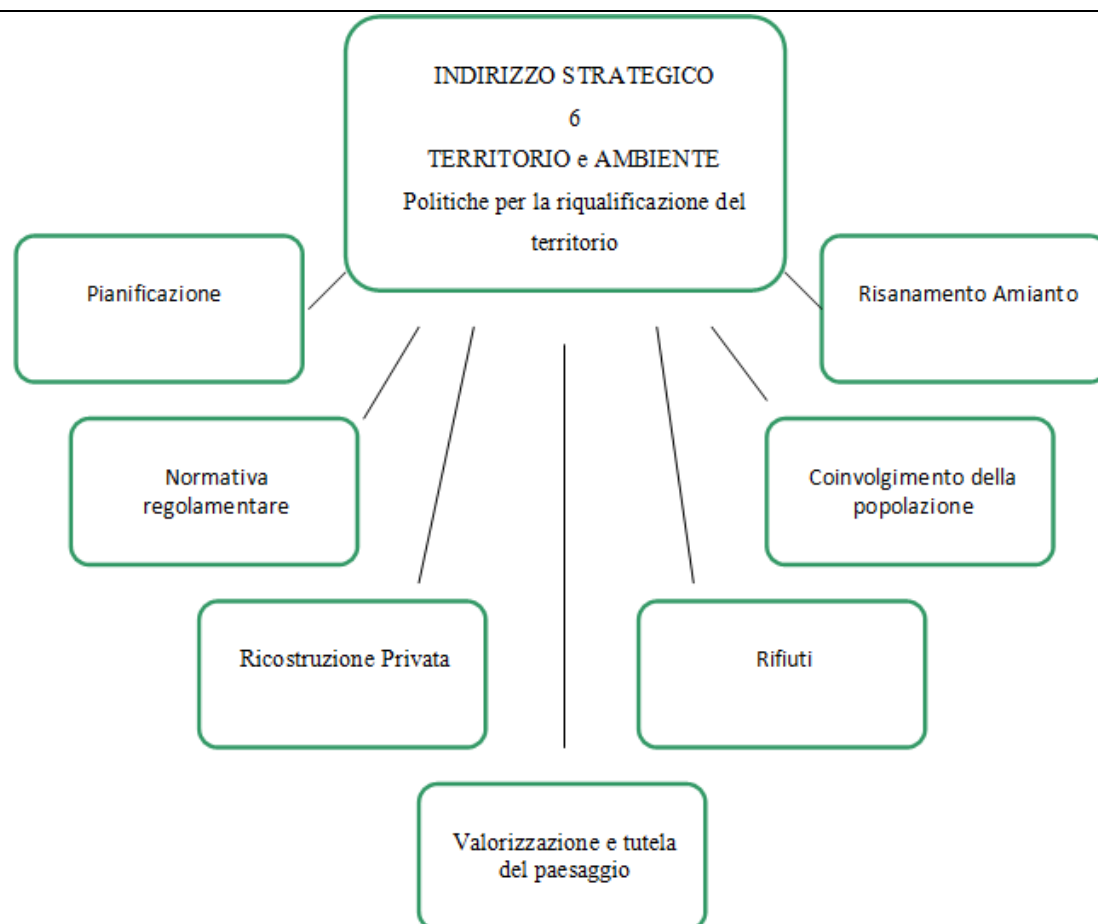 INDIRIZZO STRATEGICO
6
TERRITORIO e AMBIENTE
Politiche per la riqualificazione del
territorio
Pianificazione
Risanamento Amianto
Normativa
regolamentare
Coinvolgimento della
popolazione
Ricostruzione Privata
Rifiuti
Valorizzazione e tutela
del paesaggio